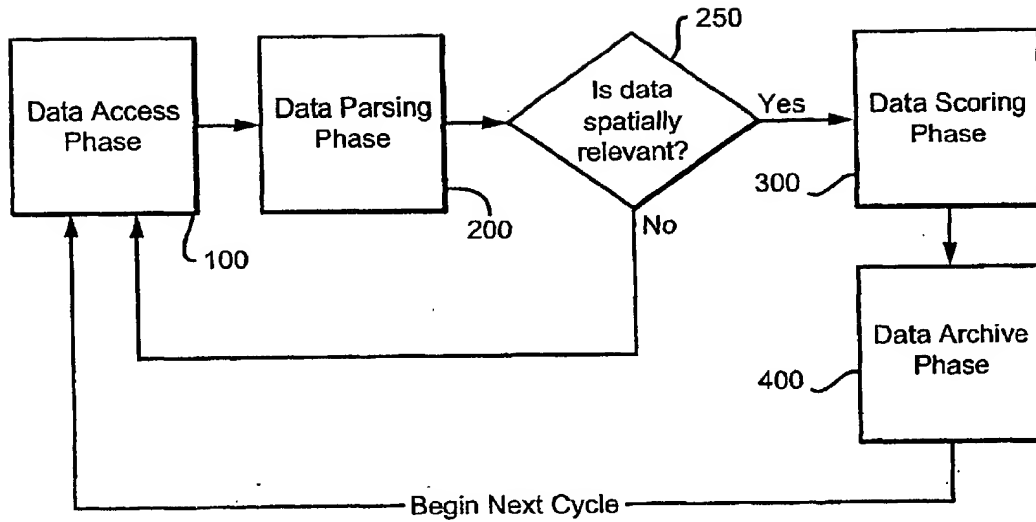 250
Data Access
Phase
Data Parsing
Phase
Is data
spatially
relevant?
Yes
Data Scoring
Phase
300
200
No
100
Data Archive
Phase
400
Begin Next Cycle